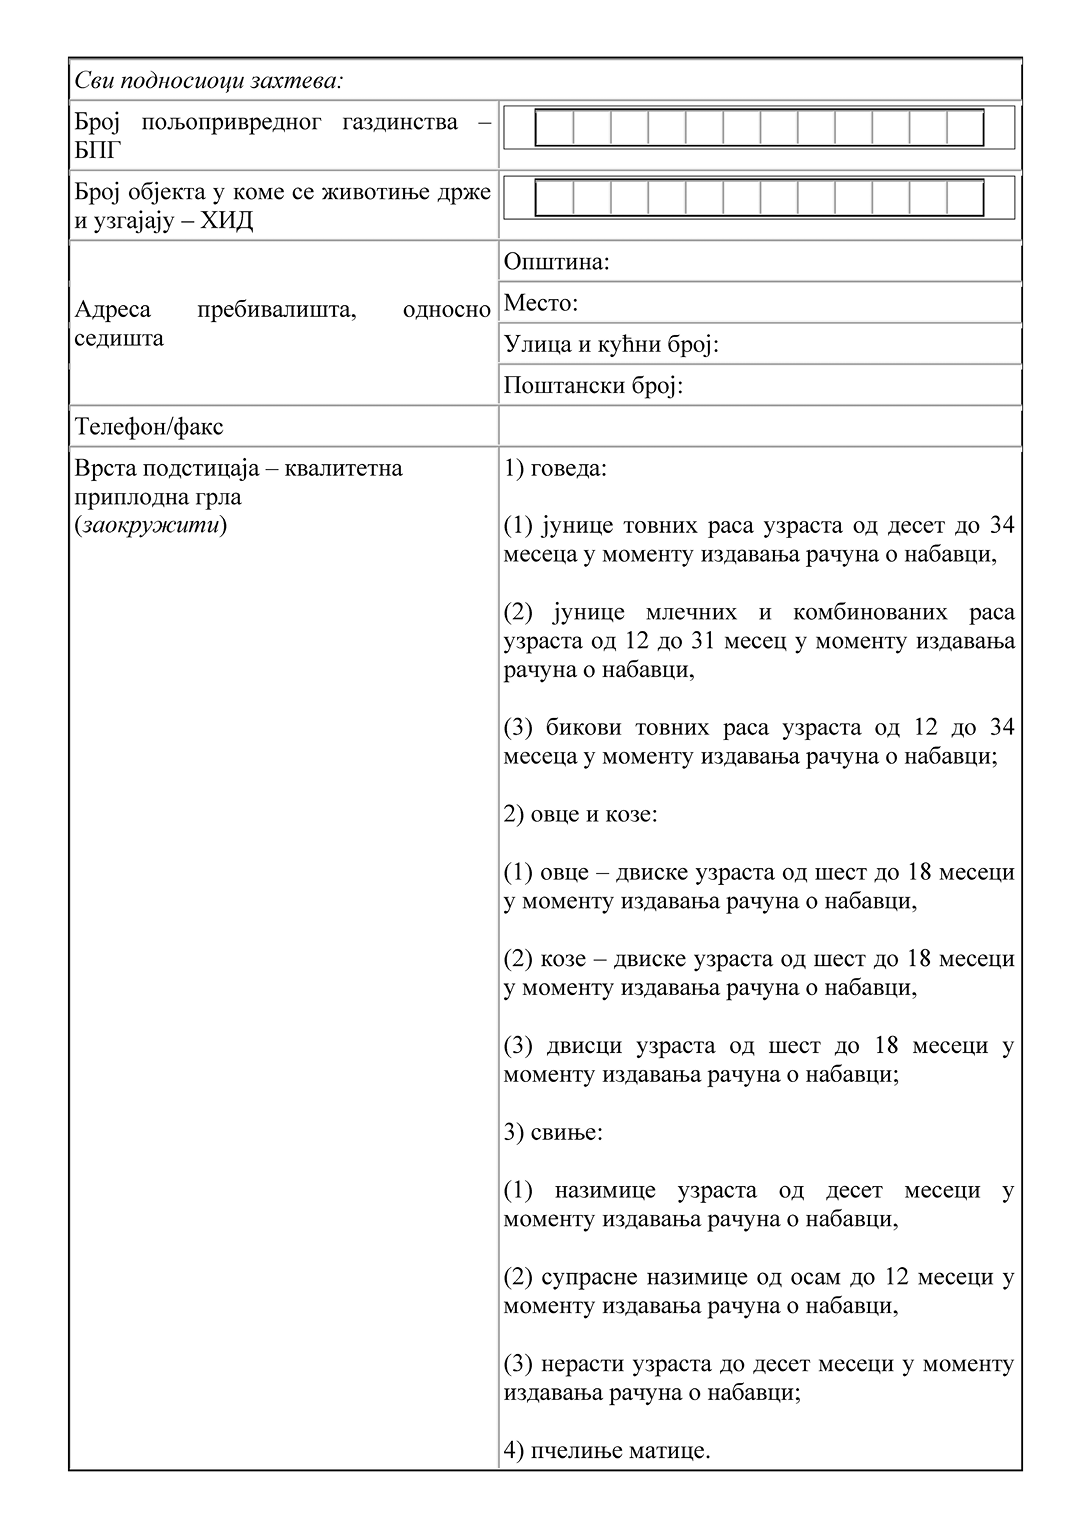 Сви подносиоци захтева:
Број пољопривредног газдинства –
БПГ
Број објекта у коме се животиње држе
и узгајају – ХИД
Адреса пребивалишта, односно
седишта
Општина:
Место:
Улица и кућни број:
Поштански број:
Телефон/факс
Врста подстицаја – квалитетна
приплодна грла
(заокружити)
1) говеда:
(1) јунице товних раса узраста од десет до 34
месеца у моменту издавања рачуна о набавци,
(2) јунице млечних и комбинованих раса
узраста од 12 до 31 месец у моменту издавања
рачуна о набавци,
(3) бикови товних раса узраста од 12 до 34
месеца у моменту издавања рачуна о набавци;
2) овце и козе:
(1) овце – двиске узраста од шест до 18 месеци
у моменту издавања рачуна о набавци,
(2) козе – двиске узраста од шест до 18 месеци
у моменту издавања рачуна о набавци,
(3) двисци узраста од шест до 18 месеци у
моменту издавања рачуна о набавци;
3) свиње:
(1) назимице узраста од десет месеци у
моменту издавања рачуна о набавци,
(2) супрасне назимице од осам до 12 месеци у
моменту издавања рачуна о набавци,
(3) нерасти узраста до десет месеци у моменту
издавања рачуна о набавци;
4) пчелиње матице.